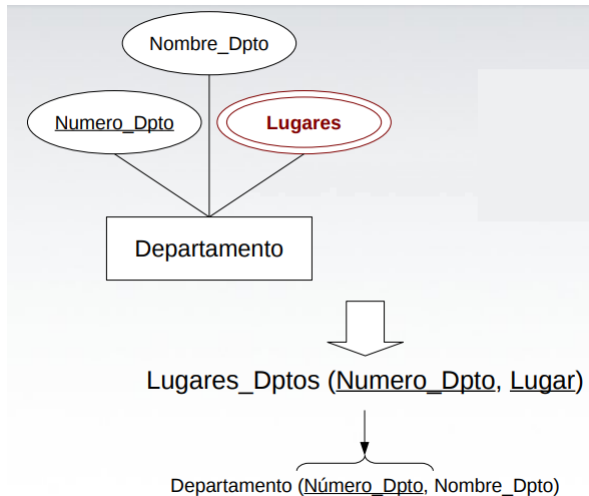 Nombre_Dpto
Numero_Dpto
Lugares
Departamento
Lugares_Dptos (Numero_Dpto, Lugar)
Departamento (Número_Dpto, Nombre_Dpto)